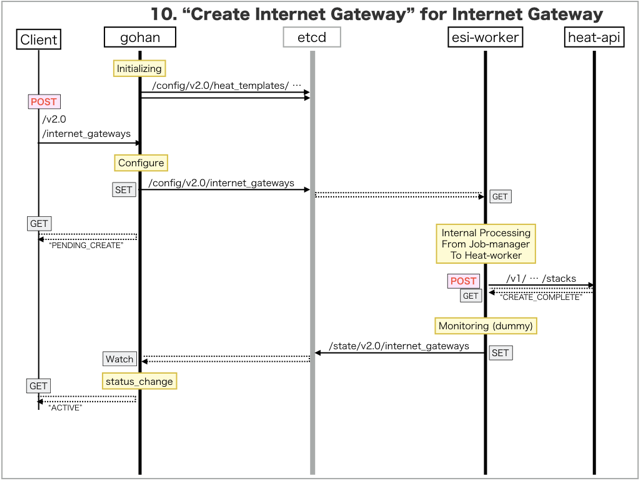 10. “Create Internet Gateway” for Internet Gateway
Client
gohan
etcd
esi-worker
heat-api
Initializing
/config/v2.0/heat_templates/ …
POST
/v2.0
/internet_gateways
Configure
SET
/config/v2.0/internet_gateways
GET
GET
"PENDING_CREATE"
Internal Processing
From Job-manager
To Heat-worker
POST
/v1/ … /stacks
GET
"CREATE_COMPLETE"
Monitoring (dummy)
/state/v2.0/internet_gateways
SET
Watch
status_change
GET
"ACTIVE"